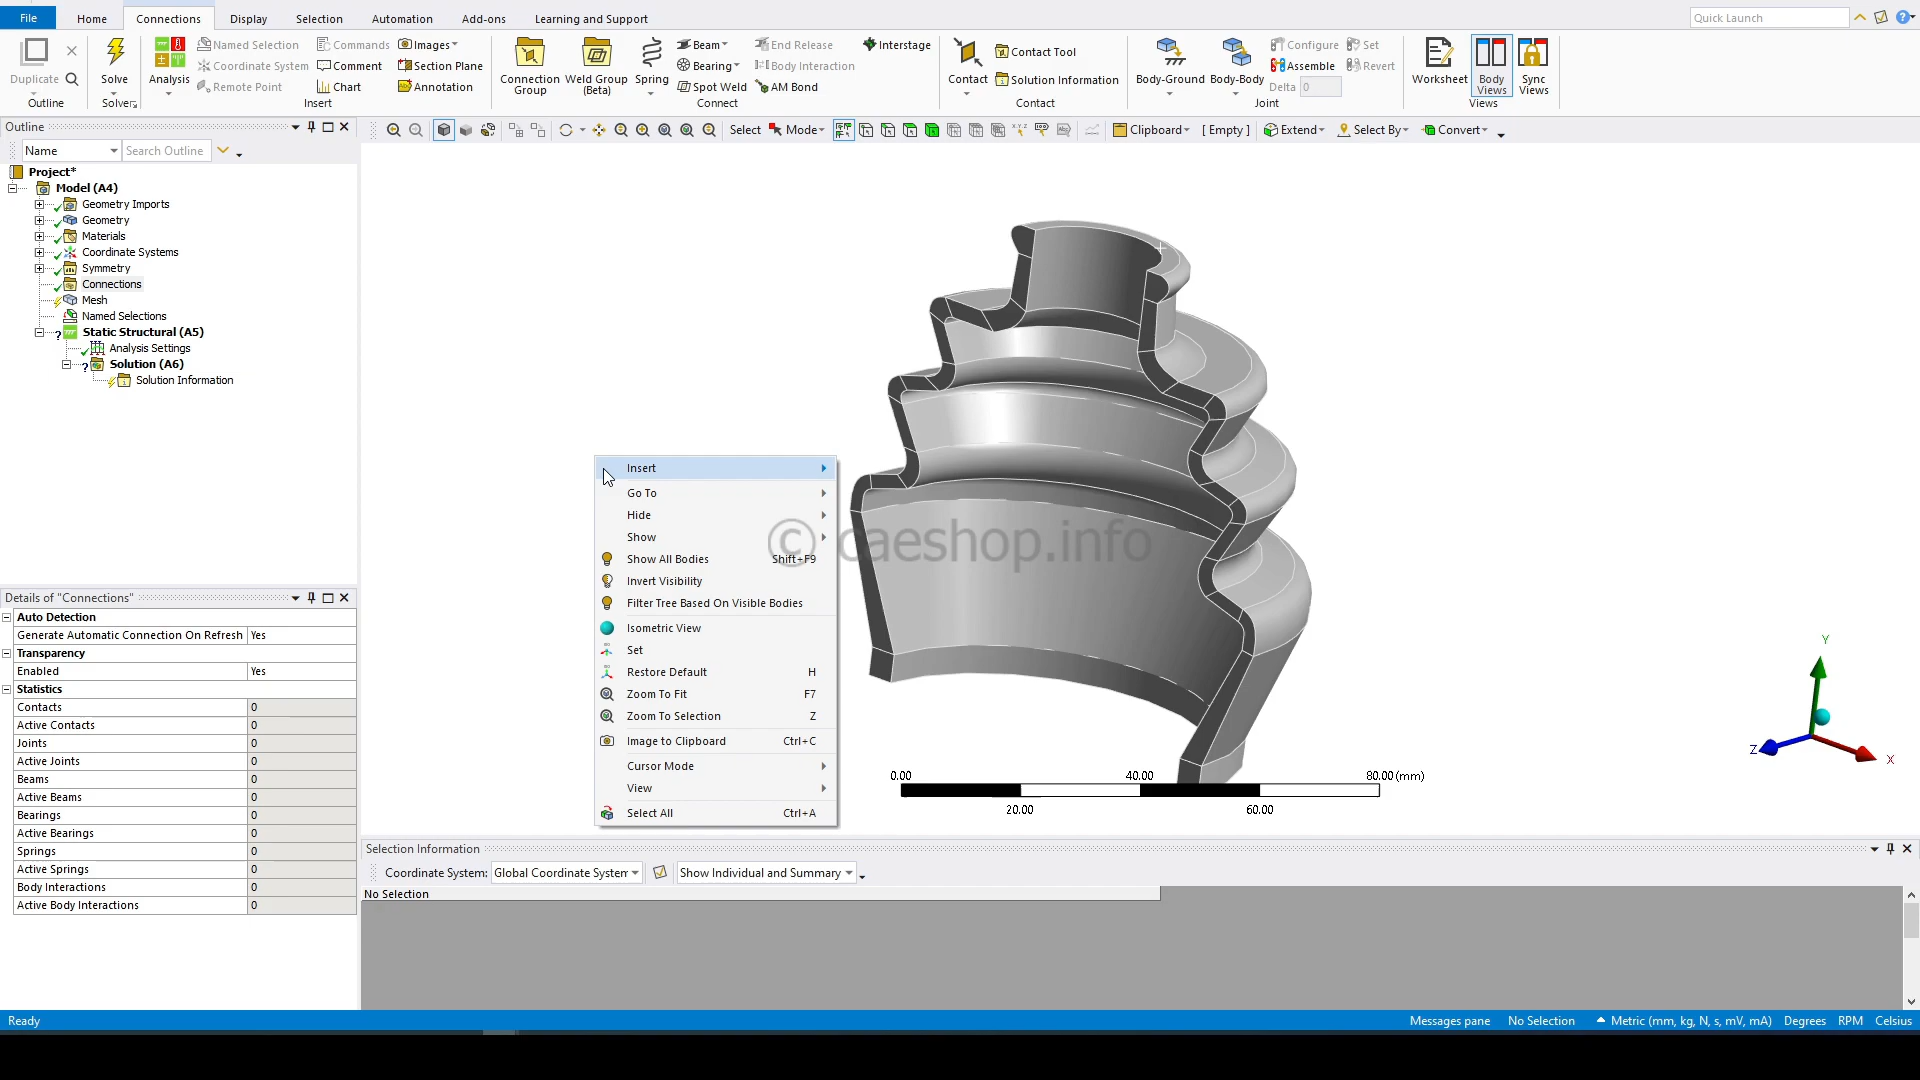 File Home Connections Display Selection Automation Add-ons Learning and Support Quick Launch
Duplicate
Outline
Solve
Solver
Analysis
Named Selection
Coordinate System
Remote Point
Commands
Comment
Chart
Images
Section Plane
Annotation
Insert
Connection Group
Weld Group (Beta)
Spring
Beam
Bearing
Spot Weld
End Release
Body Interaction
AM Bond
Interstage
Connect
Contact
Contact Tool
Solution Information
Contact
Body-Ground
Body-Body
Configure
Assemble
Delta 0
Set
Revert
Joint
Worksheet
Body Views
Sync Views
Views
Outline
Name Search Outline
Select Mode Clipboard [ Empty ] Extend Select By Convert
Project*
Model (A4)
Geometry Imports
Geometry
Materials
Coordinate Systems
Symmetry
Connections
Mesh
Named Selections
Static Structural (A5)
Analysis Settings
Solution (A6)
Solution Information
Details of "Connections"
Auto Detection
Generate Automatic Connection On Refresh Yes
Transparency
Enabled Yes
Statistics
Contacts 0
Active Contacts 0
Joints 0
Active Joints 0
Beams 0
Active Beams 0
Bearings 0
Active Bearings 0
Springs 0
Active Springs 0
Body Interactions 0
Active Body Interactions 0
Insert
Go To
Hide
Show
Show All Bodies Shift+F9
Invert Visibility
Filter Tree Based On Visible Bodies
Isometric View
Set
Restore Default H
Zoom To Fit F7
Zoom To Selection Z
Image to Clipboard Ctrl+C
Cursor Mode
View
Select All Ctrl+A
© caeshop.info
0.00 40.00 80.00 (mm)
20.00 60.00
Y
Z
X
Selection Information
Coordinate System: Global Coordinate System Show Individual and Summary
No Selection
Ready Messages pane No Selection Metric (mm, kg, N, s, mV, mA) Degrees RPM Celsius